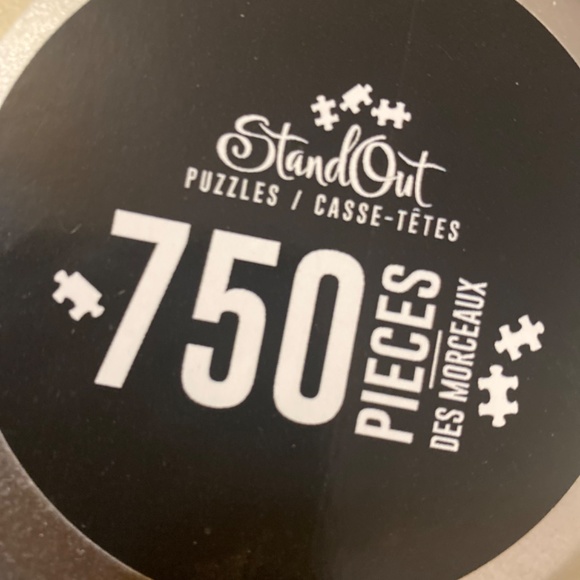 StandOut
PUZZLES / CASSE-TÊTES
750
PIECES
DES MORCEAUX